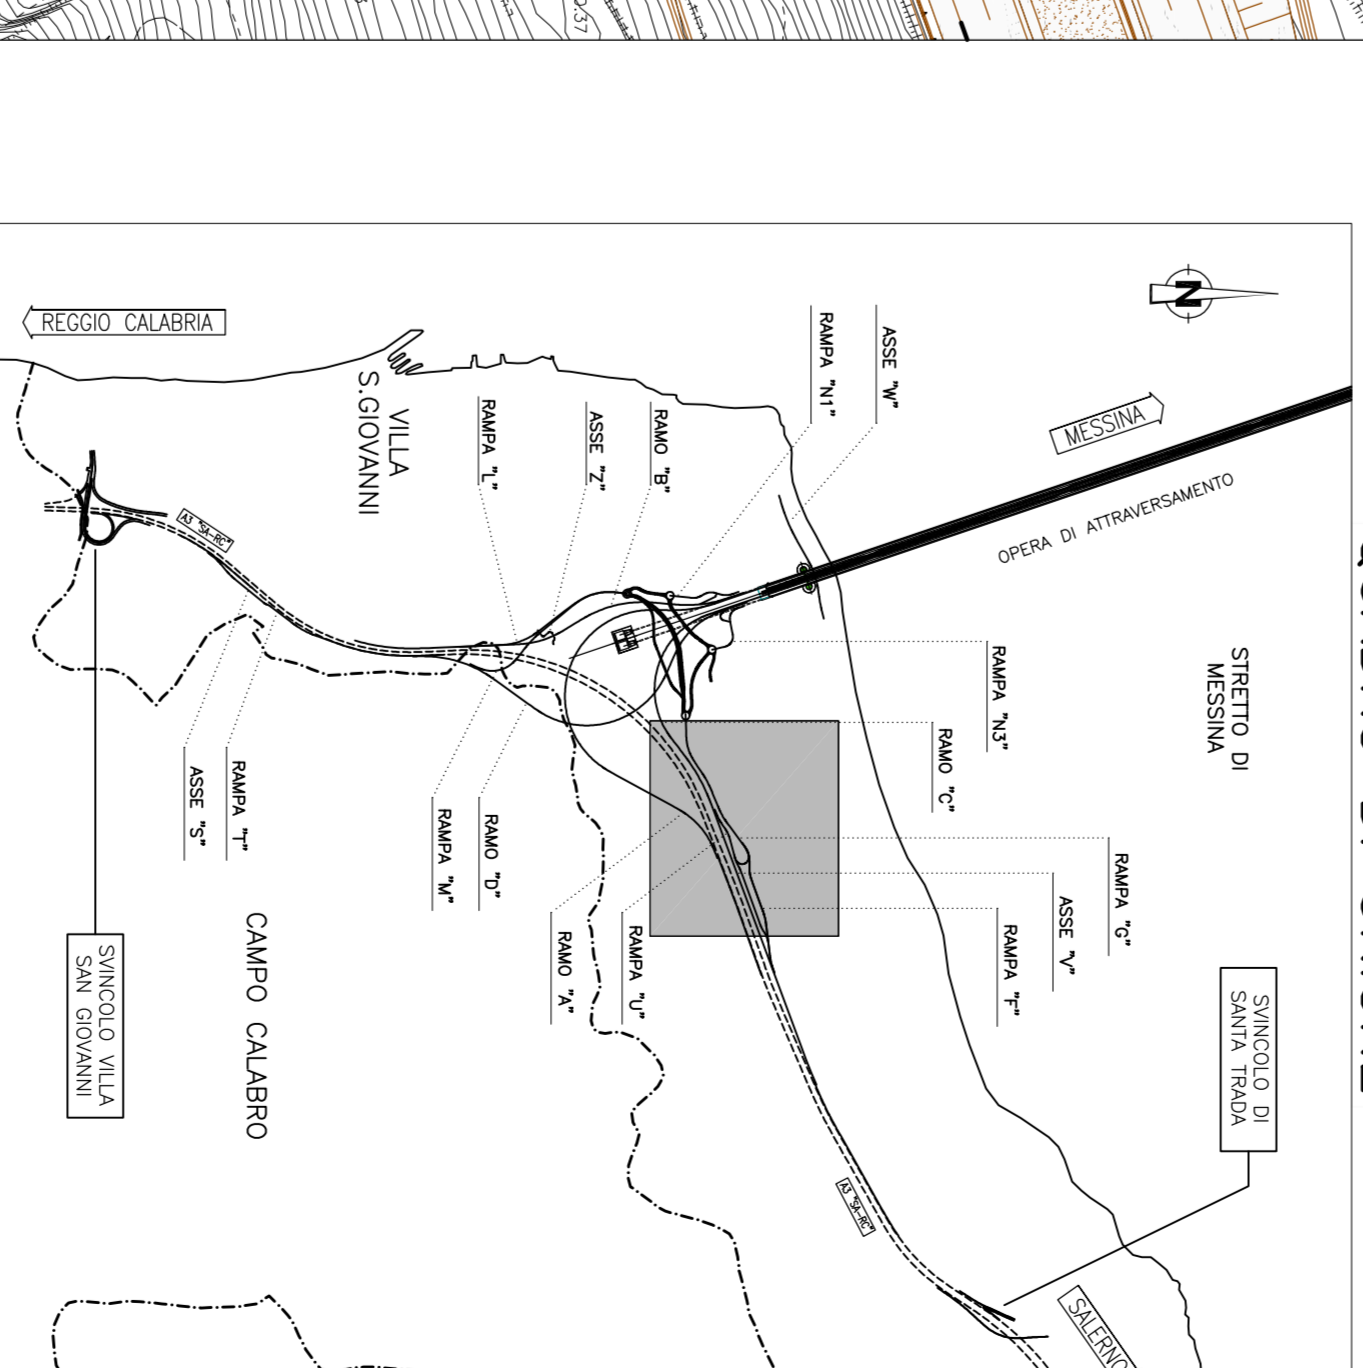 0.37
N
REGGIO CALABRIA
VILLA
S.GIOVANNI
RAMPA "L"
ASSE "Z"
RAMO "B"
RAMPA "N1"
ASSE "W"
MESSINA
OPERA DI ATTRAVERSAMENTO
A3 "SA-RC"
STRETTO DI
MESSINA
RAMPA "N3"
RAMO "C"
RAMPA "G"
ASSE "V"
RAMPA "F"
RAMPA "T"
ASSE "S"
RAMO "D"
RAMPA "M"
RAMPA "U"
RAMO "A"
CAMPO CALABRO
SVINCOLO VILLA
SAN GIOVANNI
SVINCOLO DI
SANTA TRADA
A3 "SA-RC"
SALERNO